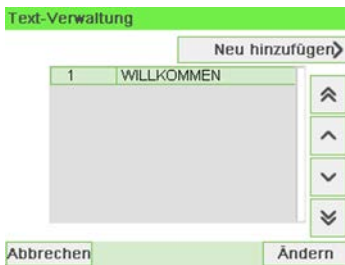 Text-Verwaltung
Neu hinzufügen
1 WILLKOMMEN
Abbrechen Ändern